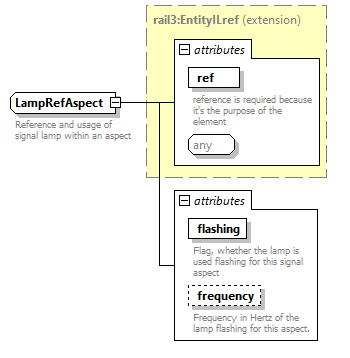 rail3:EntityILref (extension)
attributes
ref
reference is required because
it's the purpose of the
element
any
LampRefAspect
Reference and usage of
signal lamp within an aspect
attributes
flashing
Flag, whether the lamp is
used flashing for this signal
aspect
frequency
Frequency in Hertz of the
lamp flashing for this aspect.